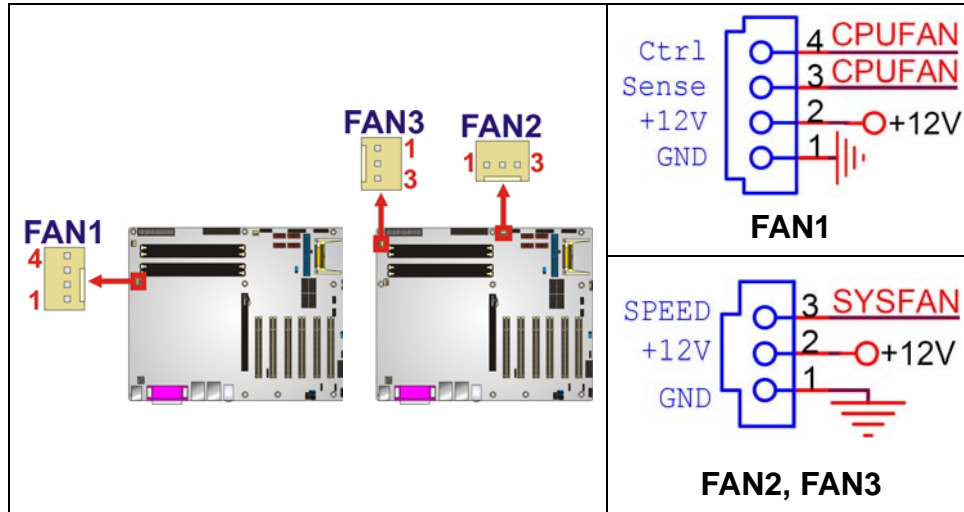 FAN3
1
3
FAN2
1
3
FAN1
4
1
Ctrl
4
CPUFAN
Sense
3
CPUFAN
+12V
2
+12V
GND
1
FAN1
SPEED
3
SYSFAN
+12V
2
+12V
GND
1
FAN2, FAN3